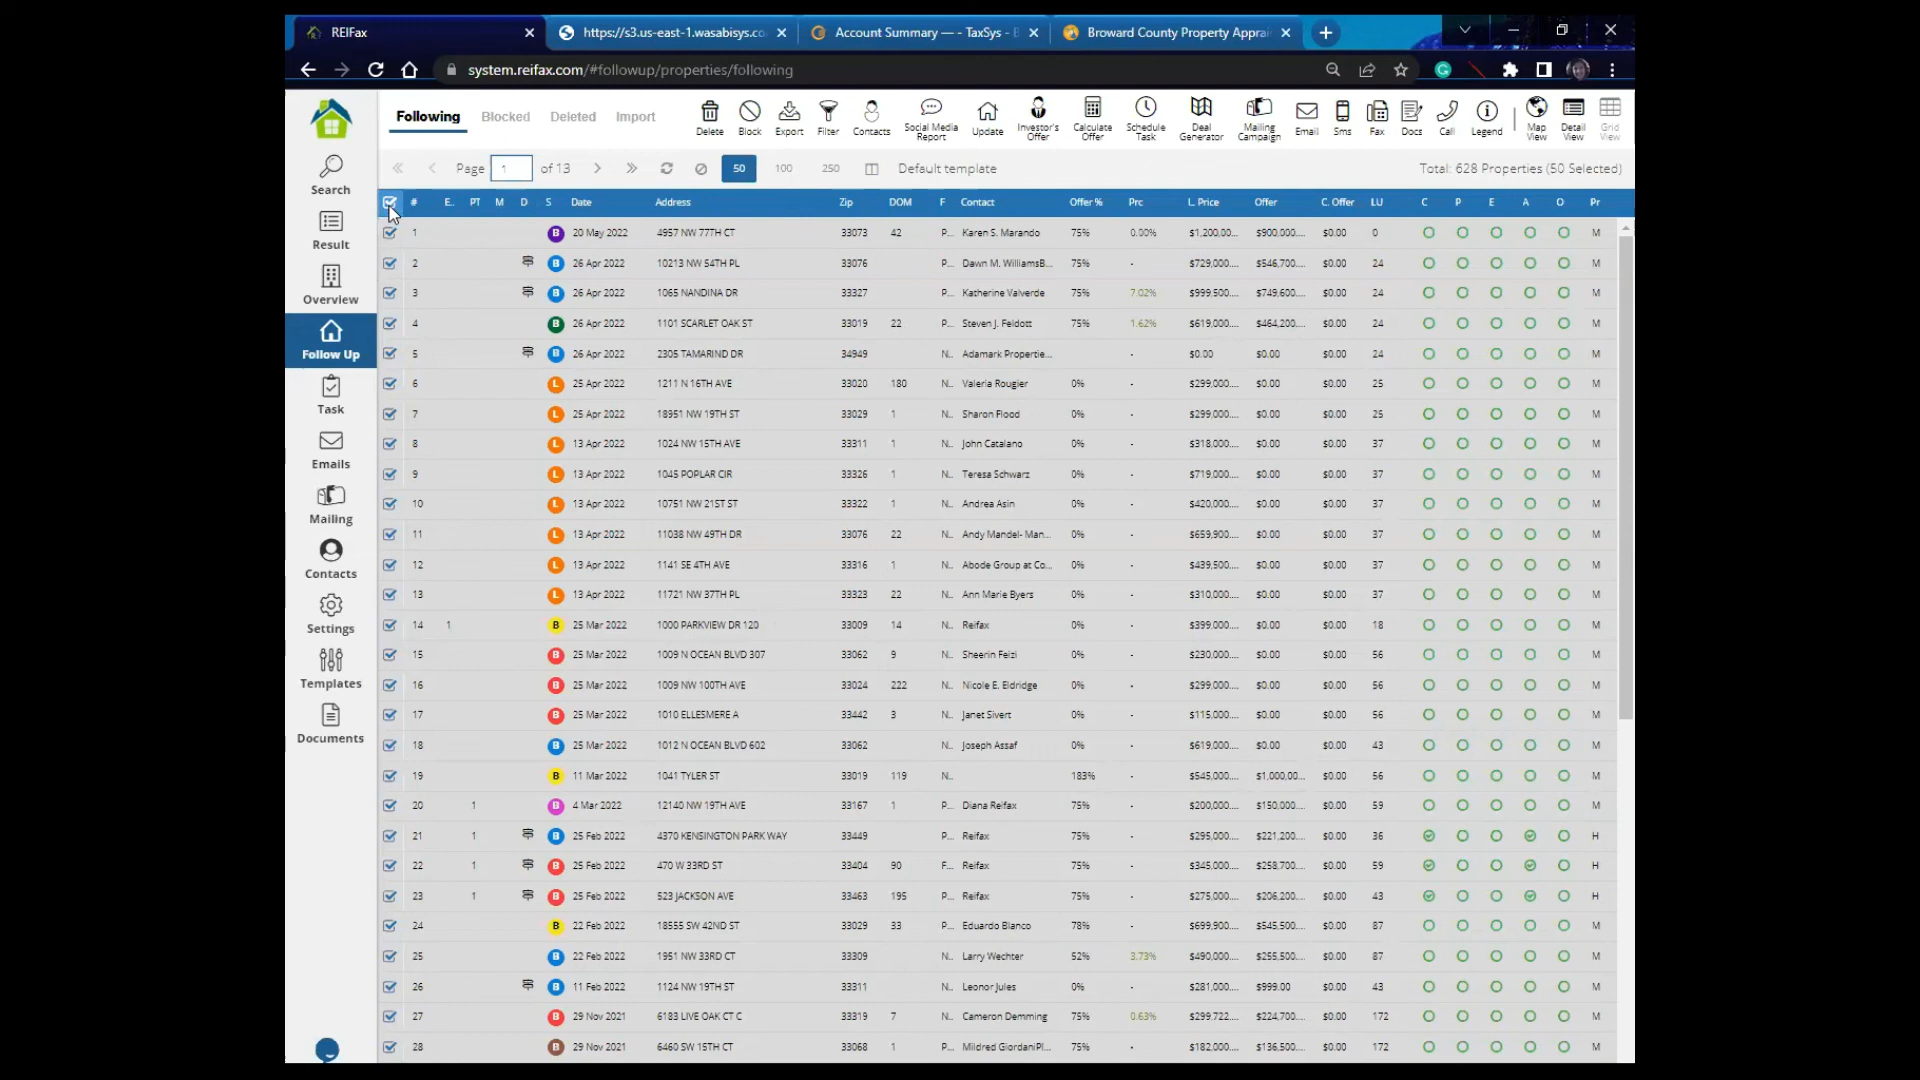 REIFax
https://s3.us-east-1.wasabisys.co
Account Summary — - TaxSys - B
Broward County Property Apprai
system.reifax.com/#followup/properties/following
Following Blocked Deleted Import
Delete Block Export Filter Contacts Social Media Report Update Investor's Offer Calculate Offer Schedule Task Deal Generator Mailing Campaign Email Sms Fax Docs Call Legend Map View Detail View Grid View
Page 1 of 13 50 100 250 Default template Total: 628 Properties (50 Selected)
Search
Result
Overview
Follow Up
Task
Emails
Mailing
Contacts
Settings
Templates
Documents
# E.. PT M D S Date Address Zip DOM F Contact Offer % Prc L. Price Offer C. Offer LU C P E A O Pr
1 B 20 May 2022 4957 NW 77TH CT 33073 42 P... Karen S. Marando 75% 0.00% $1,200,00... $900,000.... $0.00 0 M
2 B 26 Apr 2022 10213 NW 54TH PL 33076 P... Dawn M. WilliamsB... 75% - $729,000.... $546,700.... $0.00 24 M
3 B 26 Apr 2022 1065 NANDINA DR 33327 P... Katherine Valverde 75% 7.02% $999,500.... $749,600.... $0.00 24 M
4 B 26 Apr 2022 1101 SCARLET OAK ST 33019 22 P... Steven J. Feldott 75% 1.62% $619,000.... $464,200.... $0.00 24 M
5 B 26 Apr 2022 2305 TAMARIND DR 34949 N.. Adamark Propertie... - $0.00 $0.00 $0.00 24 M
6 L 25 Apr 2022 1211 N 16TH AVE 33020 180 N.. Valeria Rougier 0% - $299,000.... $0.00 $0.00 25 M
7 L 25 Apr 2022 18951 NW 19TH ST 33029 1 N.. Sharon Flood 0% - $299,000.... $0.00 $0.00 25 M
8 L 13 Apr 2022 1024 NW 15TH AVE 33311 1 N.. John Catalano 0% - $318,000.... $0.00 $0.00 37 M
9 L 13 Apr 2022 1045 POPLAR CIR 33326 1 N.. Teresa Schwarz 0% - $719,000.... $0.00 $0.00 37 M
10 L 13 Apr 2022 10751 NW 21ST ST 33322 1 N.. Andrea Asin 0% - $420,000.... $0.00 $0.00 37 M
11 L 13 Apr 2022 11038 NW 49TH DR 33076 22 N.. Andy Mandel- Man... 0% - $659,900.... $0.00 $0.00 37 M
12 L 13 Apr 2022 1141 SE 4TH AVE 33316 1 N.. Abode Group at Co... 0% - $439,500.... $0.00 $0.00 37 M
13 L 13 Apr 2022 11721 NW 37TH PL 33323 22 N.. Ann Marie Byers 0% - $310,000.... $0.00 $0.00 37 M
14 1 B 25 Mar 2022 1000 PARKVIEW DR 120 33009 14 N.. Reifax 0% - $399,000.... $0.00 $0.00 18 M
15 B 25 Mar 2022 1009 N OCEAN BLVD 307 33062 9 N.. Sheerin Feizi 0% - $230,000.... $0.00 $0.00 56 M
16 B 25 Mar 2022 1009 NW 100TH AVE 33024 222 N.. Nicole E. Eldridge 0% - $299,000.... $0.00 $0.00 56 M
17 B 25 Mar 2022 1010 ELLESMERE A 33442 3 N.. Janet Sivert 0% - $115,000.... $0.00 $0.00 56 M
18 B 25 Mar 2022 1012 N OCEAN BLVD 602 33062 N.. Joseph Assaf 0% - $619,000.... $0.00 $0.00 43 M
19 B 11 Mar 2022 1041 TYLER ST 33019 119 N.. 183% - $545,000.... $1,000,00... $0.00 56 M
20 1 B 4 Mar 2022 12140 NW 19TH AVE 33167 1 P... Diana Reifax 75% - $200,000.... $150,000.... $0.00 59 M
21 1 B 25 Feb 2022 4370 KENSINGTON PARK WAY 33449 P... Reifax 75% - $295,000.... $221,200.... $0.00 36 H
22 1 B 25 Feb 2022 470 W 33RD ST 33404 90 F... Reifax 75% - $345,000.... $258,700.... $0.00 59 H
23 1 B 25 Feb 2022 523 JACKSON AVE 33463 195 P... Reifax 75% - $275,000.... $206,200.... $0.00 43 H
24 B 22 Feb 2022 18555 SW 42ND ST 33029 33 P... Eduardo Blanco 78% - $699,900.... $545,500.... $0.00 87 M
25 B 22 Feb 2022 1951 NW 33RD CT 33309 N.. Larry Wechter 52% 3.73% $490,000.... $255,500.... $0.00 87 M
26 B 11 Feb 2022 1124 NW 19TH ST 33311 N.. Leonor Jules 0% - $281,000.... $999.00 $0.00 43 M
27 B 29 Nov 2021 6183 LIVE OAK CT C 33319 7 N.. Cameron Demming 75% 0.63% $299,722.... $224,700.... $0.00 172 M
28 B 29 Nov 2021 6460 SW 15TH CT 33068 1 P... Mildred GiordaniPl... 75% - $182,000.... $136,500.... $0.00 172 M